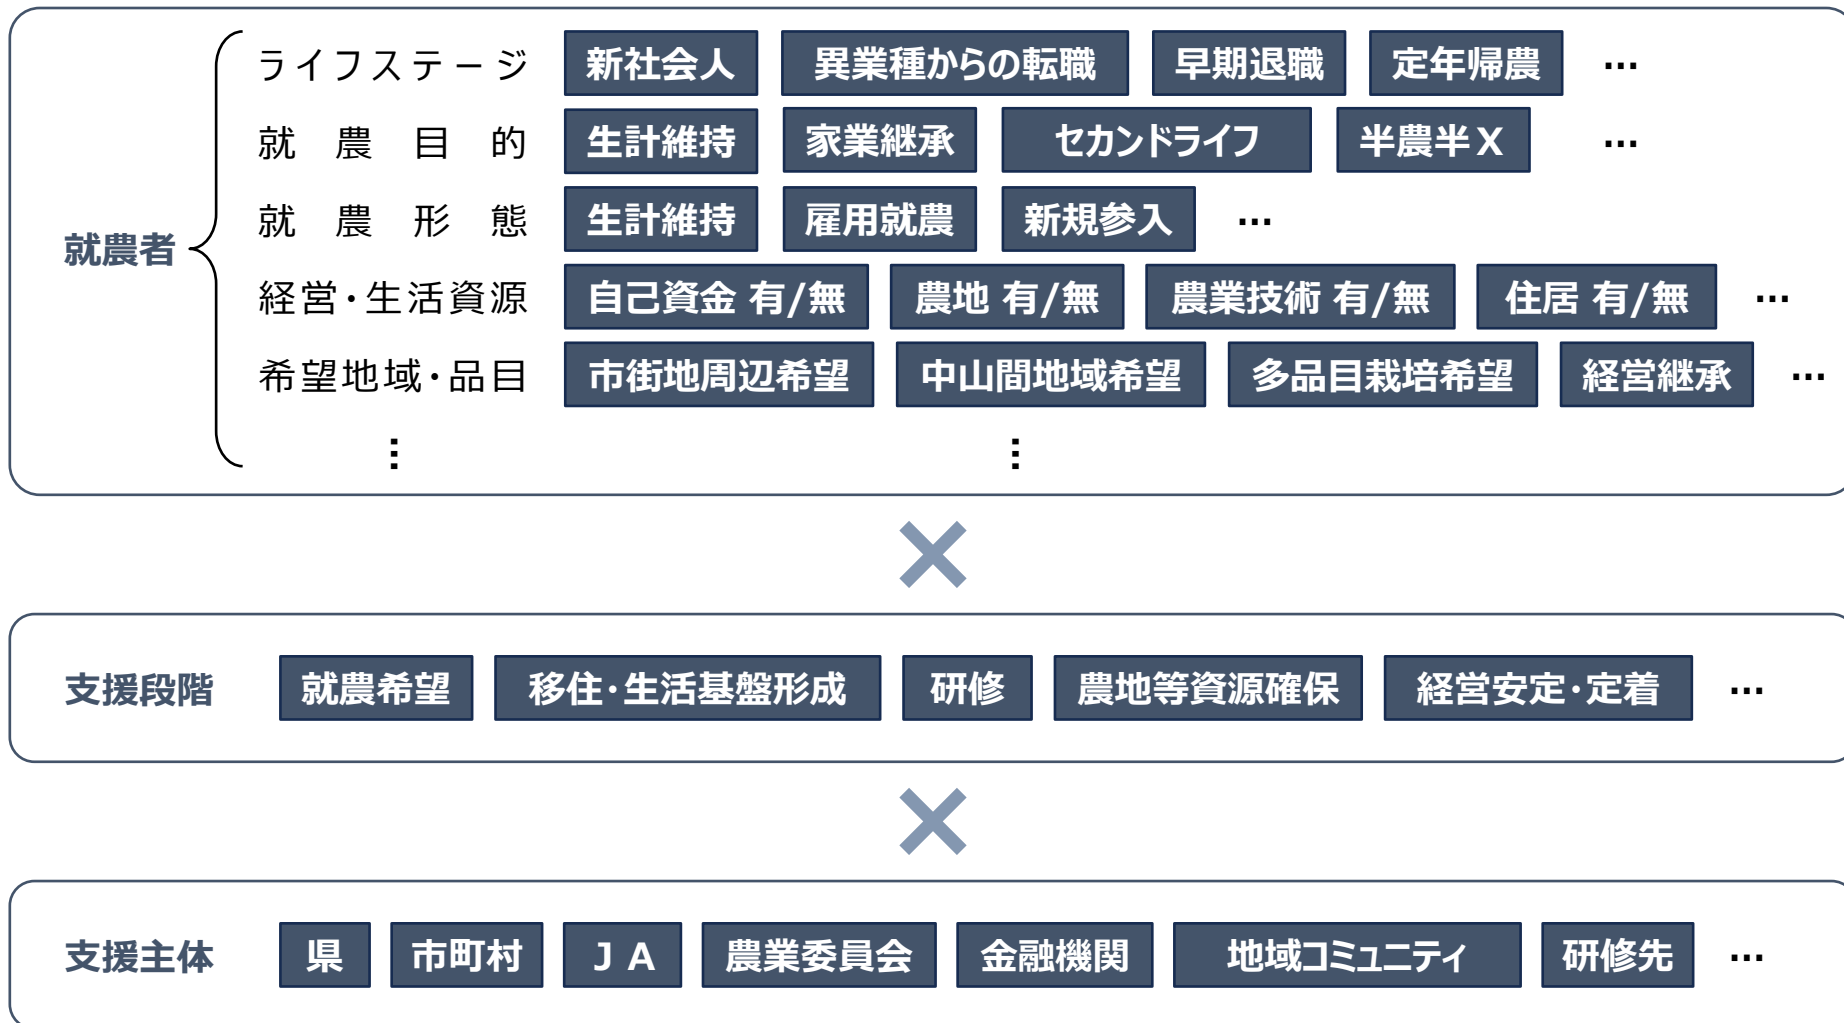 就農者
ライフステージ 新社会人 異業種からの転職 早期退職 定年帰農 …
就農目的 生計維持 家業継承 セカンドライフ 半農半X …
就農形態 生計維持 雇用就農 新規参入 …
経営・生活資源 自己資金 有/無 農地 有/無 農業技術 有/無 住居 有/無 …
希望地域・品目 市街地周辺希望 中山間地域希望 多品目栽培希望 経営継承 …
⋮ ⋮
×
支援段階 就農希望 移住・生活基盤形成 研修 農地等資源確保 経営安定・定着 …
×
支援主体 県 市町村 JA 農業委員会 金融機関 地域コミュニティ 研修先 …